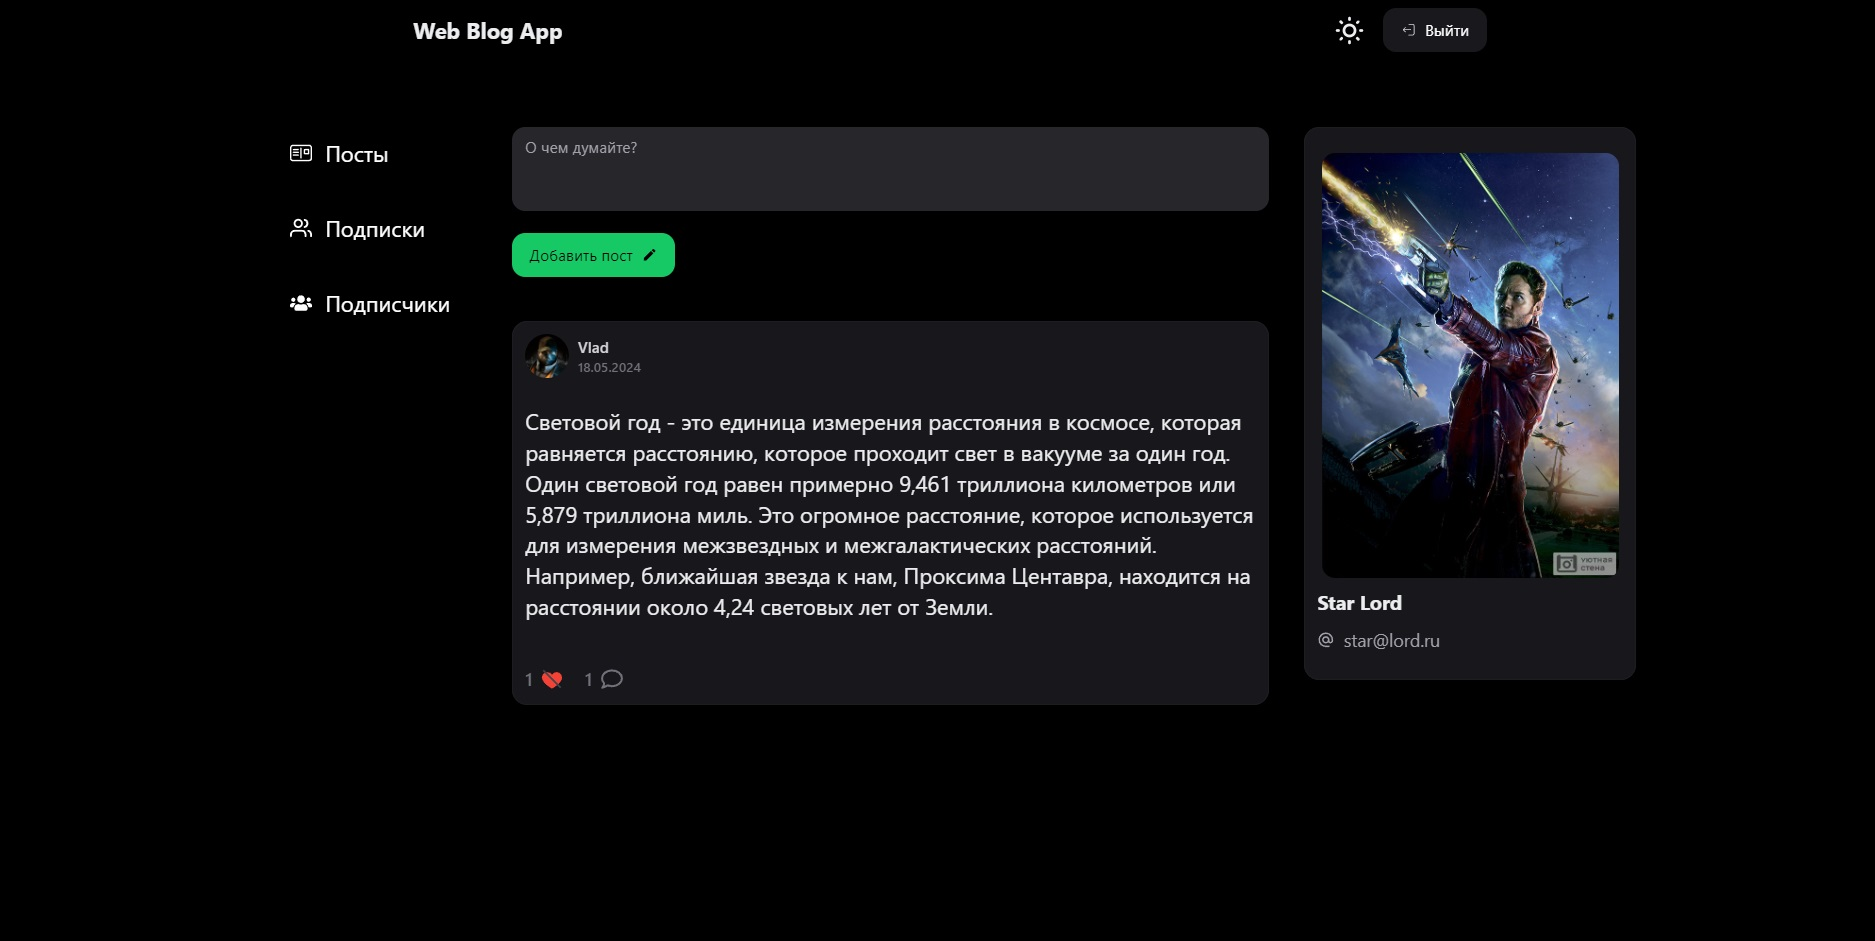 Web Blog App
Выйти
Посты
Подписки
Подписчики
О чем думайте?
Добавить пост
Vlad
18.05.2024
Световой год - это единица измерения расстояния в космосе, которая
равняется расстоянию, которое проходит свет в вакууме за один год.
Один световой год равен примерно 9,461 триллиона километров или
5,879 триллиона миль. Это огромное расстояние, которое используется
для измерения межзвездных и межгалактических расстояний.
Например, ближайшая звезда к нам, Проксима Центавра, находится на
расстоянии около 4,24 световых лет от Земли.
1
1
уютная
стена
Star Lord
star@lord.ru